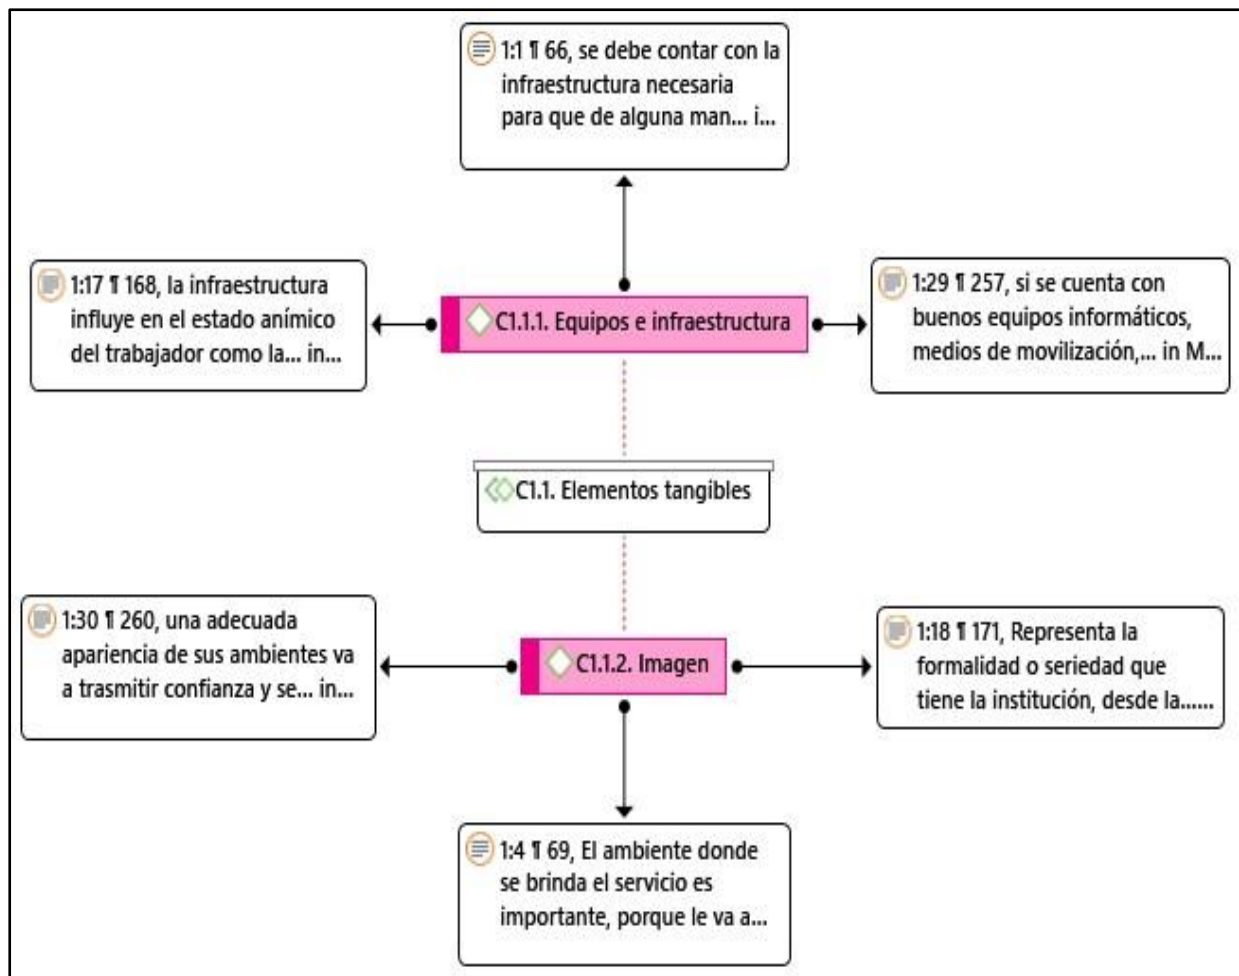 1:1 ¶ 66, se debe contar con la
infraestructura necesaria
para que de alguna man... i...
1:17 ¶ 168, la infraestructura
influye en el estado anímico
del trabajador como la... in...
C1.1.1. Equipos e infraestructura
1:29 ¶ 257, si se cuenta con
buenos equipos informáticos,
medios de movilización,... in M...
C1.1. Elementos tangibles
1:30 ¶ 260, una adecuada
apariencia de sus ambientes va
a trasmitir confianza y se... in...
C1.1.2. Imagen
1:18 ¶ 171, Representa la
formalidad o seriedad que
tiene la institución, desde la......
1:4 ¶ 69, El ambiente donde
se brinda el servicio es
importante, porque le va a...